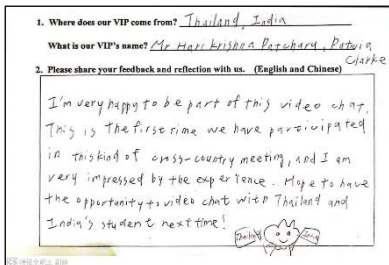 1. Where does our VIP come from? Thailand, India
What is our VIP's name? Mr Hari krishna Patchary, Patwia Clarke
2. Please share your feedback and reflection with us. (English and Chinese)
I'm very happy to be part of this video chat.
This is the first time we have participated
in this kind of cross-country meeting, and I am
very impressed by the experience. Hope to have
the opportunity to video chat with Thailand and
India's student next time!
Thailand